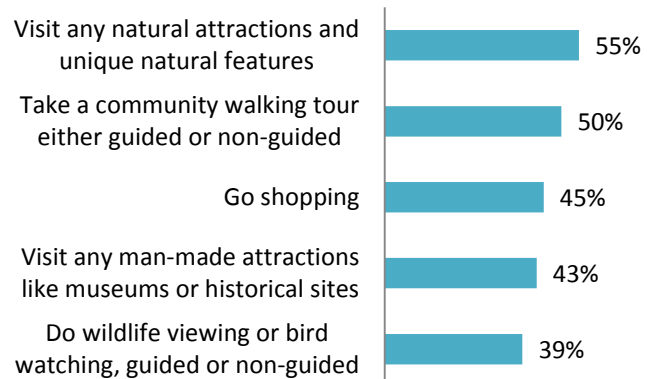 Visit any natural attractions and
unique natural features
55%
Take a community walking tour
either guided or non-guided
50%
Go shopping
45%
Visit any man-made attractions
like museums or historical sites
43%
Do wildlife viewing or bird
watching, guided or non-guided
39%